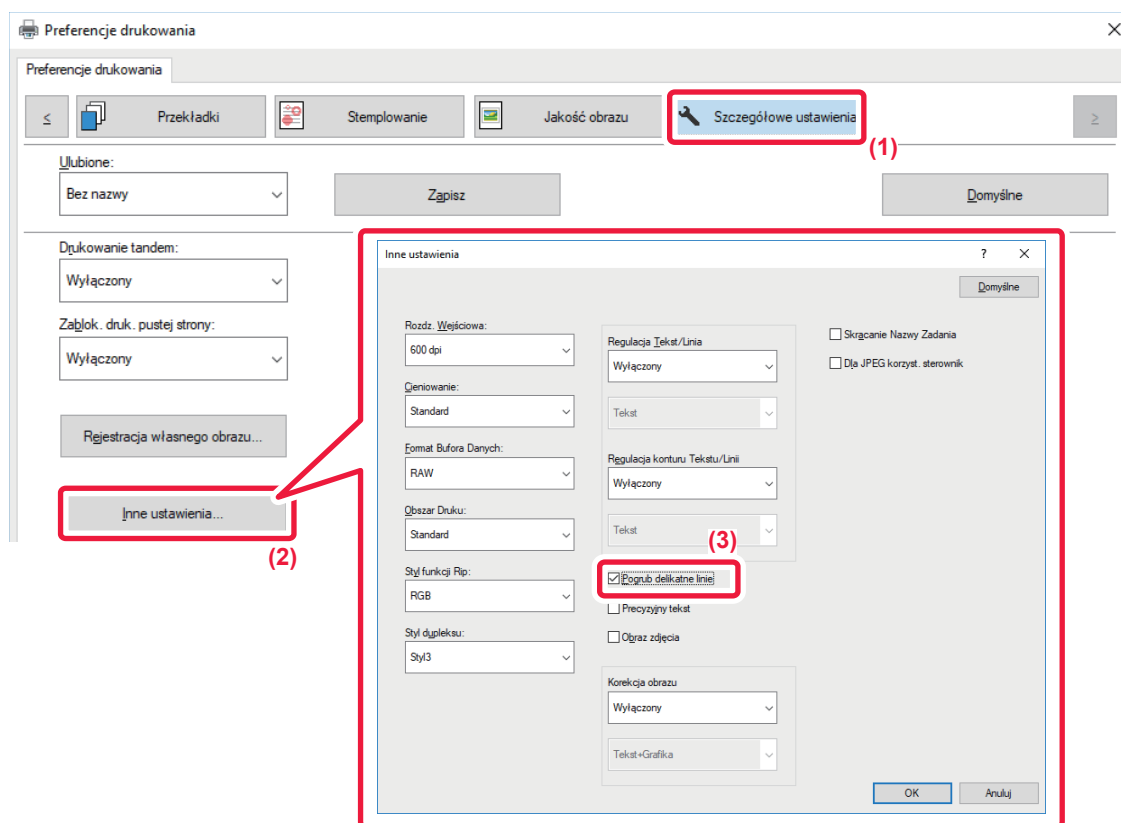 Preferencje drukowania
Preferencje drukowania
< Przekładki Stemplowanie Jakość obrazu Szczegółowe ustawienia >
(1)
Ulubione:
Bez nazwy Zapisz Domyślne
Drukowanie tandem:
Wyłączony
Zablok. druk. pustej strony:
Wyłączony
Rejestracja własnego obrazu...
Inne ustawienia...
(2)
Inne ustawienia ?
Domyślne
Rozdz. Wejściowa:
600 dpi
Cieniowanie:
Standard
Format Bufora Danych:
RAW
Obszar Druku:
Standard
Styl funkcji Rip:
RGB
Styl dupleksu:
Styl3
Regulacja Tekst/Linia
Wyłączony
Tekst
Regulacja konturu Tekstu/Linii
Wyłączony
Tekst
(3)
Pogrub delikatne linie
Precyzyjny tekst
Obraz zdjęcia
Korekcja obrazu
Wyłączony
Tekst+Grafika
Skrącanie Nazwy Zadania
Dla JPEG korzyst. sterownik
OK Anuluj